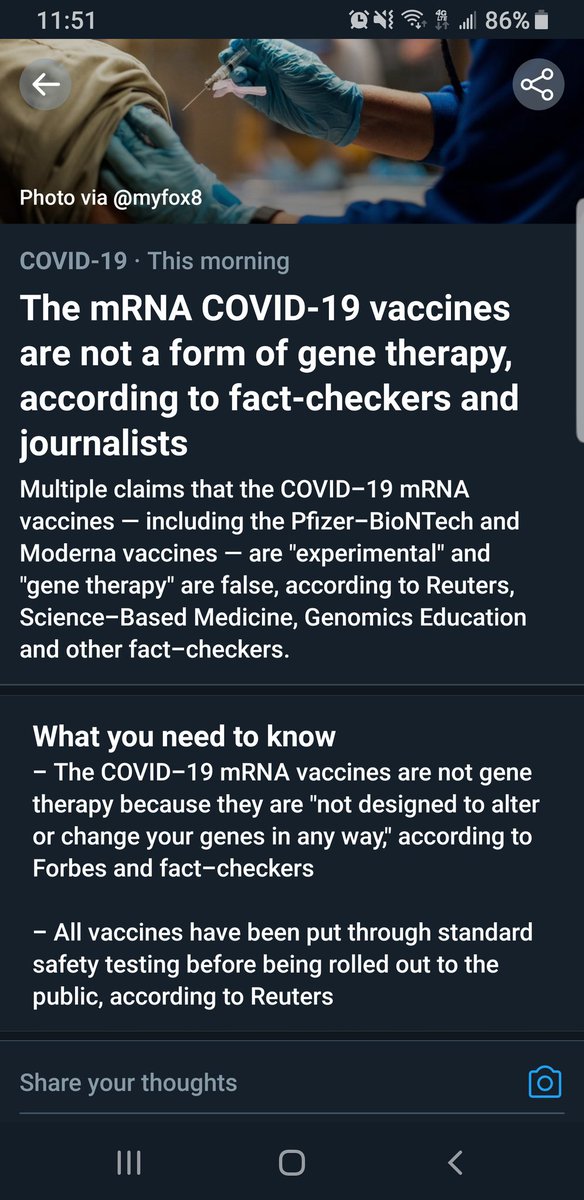 11:51
4G
86%
Photo via @myfox8
COVID-19 · This morning
The mRNA COVID-19 vaccines
are not a form of gene therapy,
according to fact-checkers and
journalists
Multiple claims that the COVID–19 mRNA
vaccines — including the Pfizer–BioNTech and
Moderna vaccines — are "experimental" and
"gene therapy" are false, according to Reuters,
Science–Based Medicine, Genomics Education
and other fact–checkers.
What you need to know
– The COVID–19 mRNA vaccines are not gene
therapy because they are "not designed to alter
or change your genes in any way," according to
Forbes and fact–checkers
– All vaccines have been put through standard
safety testing before being rolled out to the
public, according to Reuters
Share your thoughts